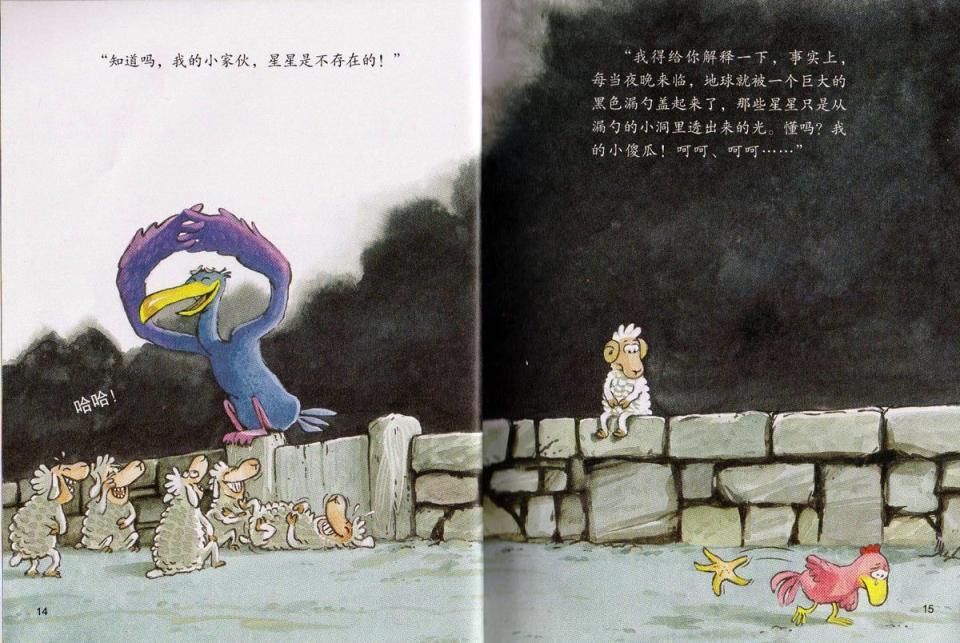 “知道吗，我的小家伙，星星是不存在的！”
哈哈！
14
“我得给你解释一下，事实上，
每当夜晚来临，地球就被一个巨大的
黑色漏勺盖起来了，那些星星只是从
漏勺的小洞里透出来的光。懂吗？我
的小傻瓜！呵呵、呵呵……”
15